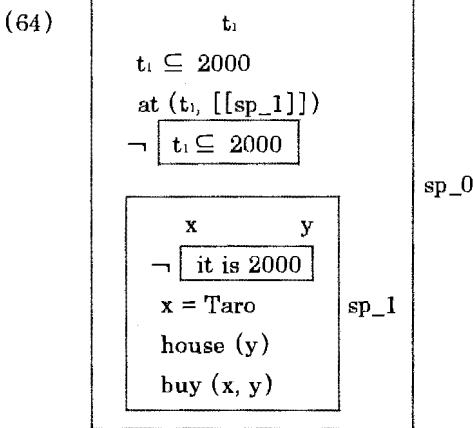 (64)
t₁
t₁ ⊆ 2000
at (t₁, [[sp_1]])
¬ t₁ ⊆ 2000
sp_0
x y
¬ it is 2000
x = Taro sp_1
house (y)
buy (x, y)